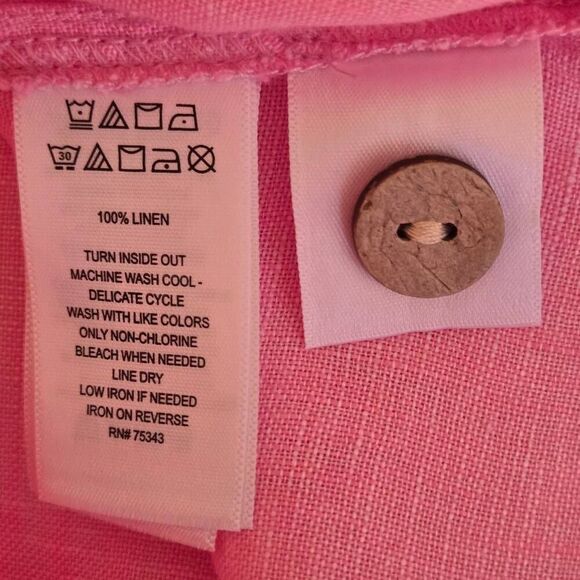 30
100% LINEN
TURN INSIDE OUT
MACHINE WASH COOL -
DELICATE CYCLE
WASH WITH LIKE COLORS
ONLY NON-CHLORINE
BLEACH WHEN NEEDED
LINE DRY
LOW IRON IF NEEDED
IRON ON REVERSE
RN# 75343